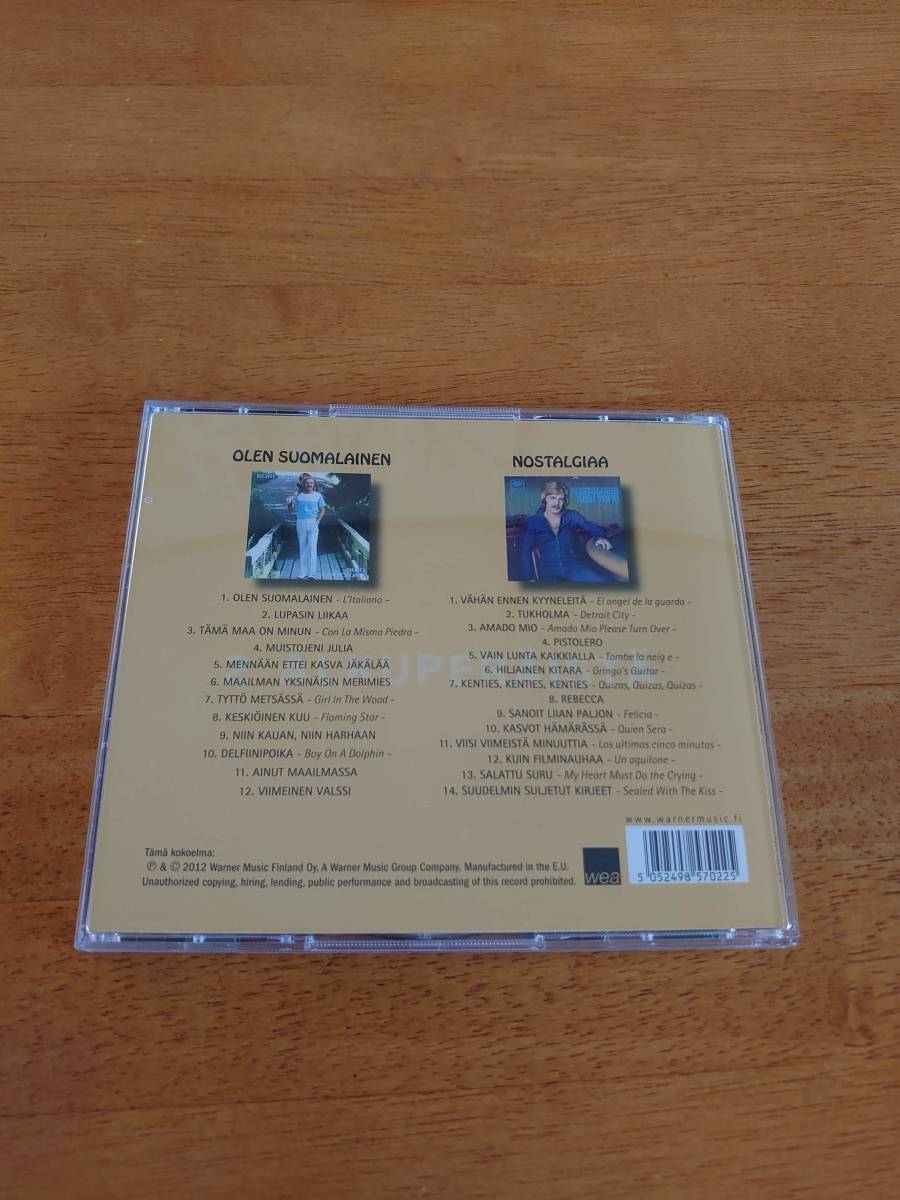 OLEN SUOMALAINEN
1. OLEN SUOMALAINEN - L'Italiano -
2. LUPASIN LIIKAA
3. TÄMÄ MAA ON MINUN - Con La Misma Piedra -
4. MUISTOJENI JULIA
5. MENNÄÄN ETTEI KASVA JÄKÄLÄÄ
6. MAAILMAN YKSINÄISIN MERIMIES
7. TYTTÖ METSÄSSÄ - Girl In The Wood -
8. KESKIÖINEN KUU - Flaming Star -
9. NIIN KAUAN, NIIN HARHAAN
10. DELFIINIPOIKA - Boy On A Dolphin -
11. AINUT MAAILMASSA
12. VIIMEINEN VALSSI
NOSTALGIAA
NOSTALGIAA
KARI TAPIO
1. VÄHÄN ENNEN KYYNELEITÄ - El angel de la guarda -
2. TUKHOLMA - Detroit City -
3. AMADO MIO - Amado Mio Please Turn Over -
4. PISTOLERO
5. VAIN LUNTA KAIKKIALLA - Tombe la neig e -
6. HILJAINEN KITARA - Gringo's Guitar -
7. KENTIES, KENTIES, KENTIES - Quizas, Quizas, Quizas -
8. REBECCA
9. SANOIT LIIAN PALJON - Felicia -
10. KASVOT HÄMÄRÄSSÄ - Quien Sera -
11. VIISI VIIMEISTÄ MINUUTTIA - Los ultimos cinco minutos -
12. KUIN FILMINAUHAA - Un aquilone -
13. SALATTU SURU - My Heart Must Do the Crying -
14. SUUDELMIN SULJETUT KIRJEET - Sealed With The Kiss -
www.warnermusic.fi
Tämä kokoelma:
℗ & © 2012 Warner Music Finland Oy, A Warner Music Group Company. Manufactured in the E.U.
Unauthorized copying, hiring, lending, public performance and broadcasting of this record prohibited.
wea
5 052498 570225